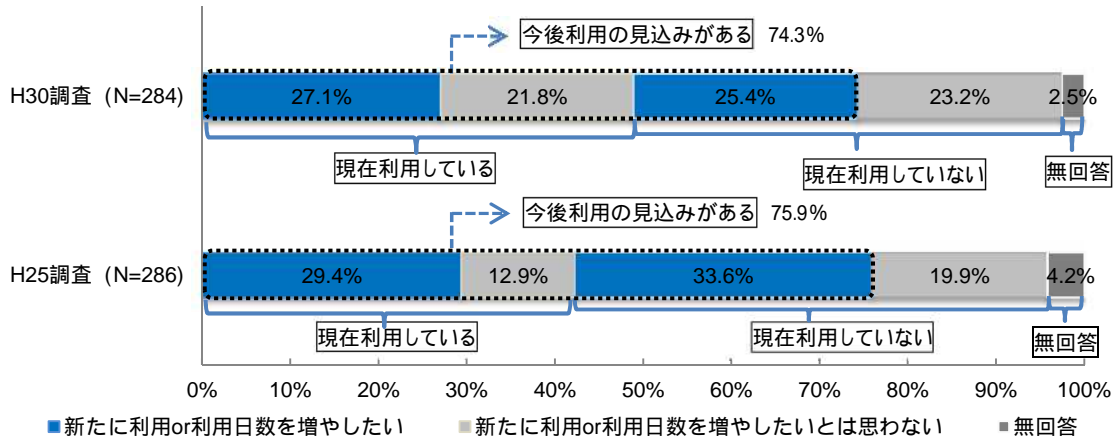 今後利用の見込みがある 74.3%
H30調査（N=284)
27.1% 21.8% 25.4% 23.2% 2.5%
現在利用している 現在利用していない 無回答
今後利用の見込みがある 75.9%
H25調査（N=286)
29.4% 12.9% 33.6% 19.9% 4.2%
現在利用している 現在利用していない 無回答
0% 10% 20% 30% 40% 50% 60% 70% 80% 90% 100%
新たに利用or利用日数を増やしたい 新たに利用or利用日数を増やしたいとは思わない 無回答